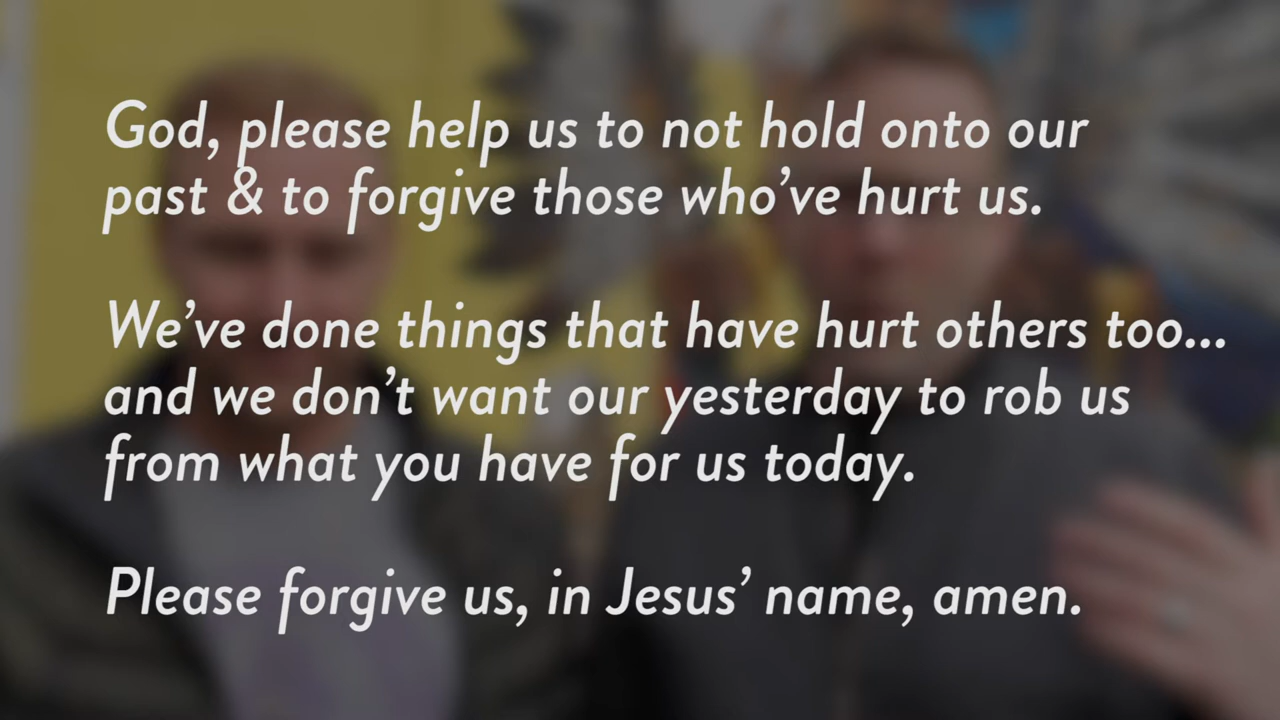 God, please help us to not hold onto our
past & to forgive those who’ve hurt us.
We’ve done things that have hurt others too...
and we don’t want our yesterday to rob us
from what you have for us today.
Please forgive us, in Jesus’ name, amen.